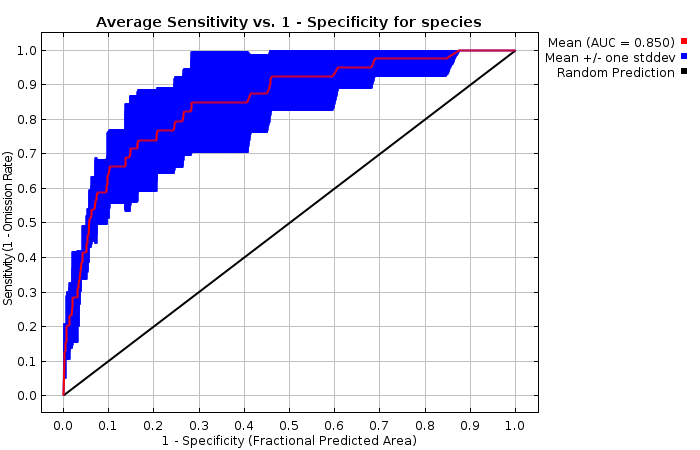 Average Sensitivity vs. 1 - Specificity for species
Mean (AUC = 0.850)
Mean +/- one stddev
Random Prediction
Sensitivity (1 - Omission Rate)
1.0
0.9
0.8
0.7
0.6
0.5
0.4
0.3
0.2
0.1
0.0
0.0 0.1 0.2 0.3 0.4 0.5 0.6 0.7 0.8 0.9 1.0
1 - Specificity (Fractional Predicted Area)